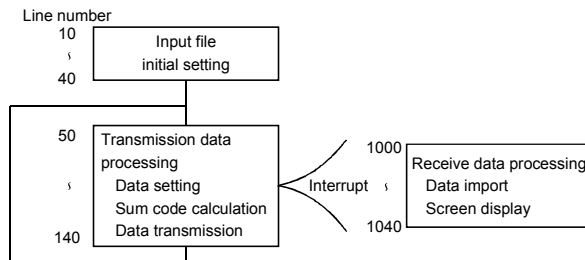 Line number
10
~
40
Input file
initial setting
50
~
140
Transmission data
processing
Data setting
Sum code calculation
Data transmission
Interrupt
1000
~
1040
Receive data processing
Data import
Screen display